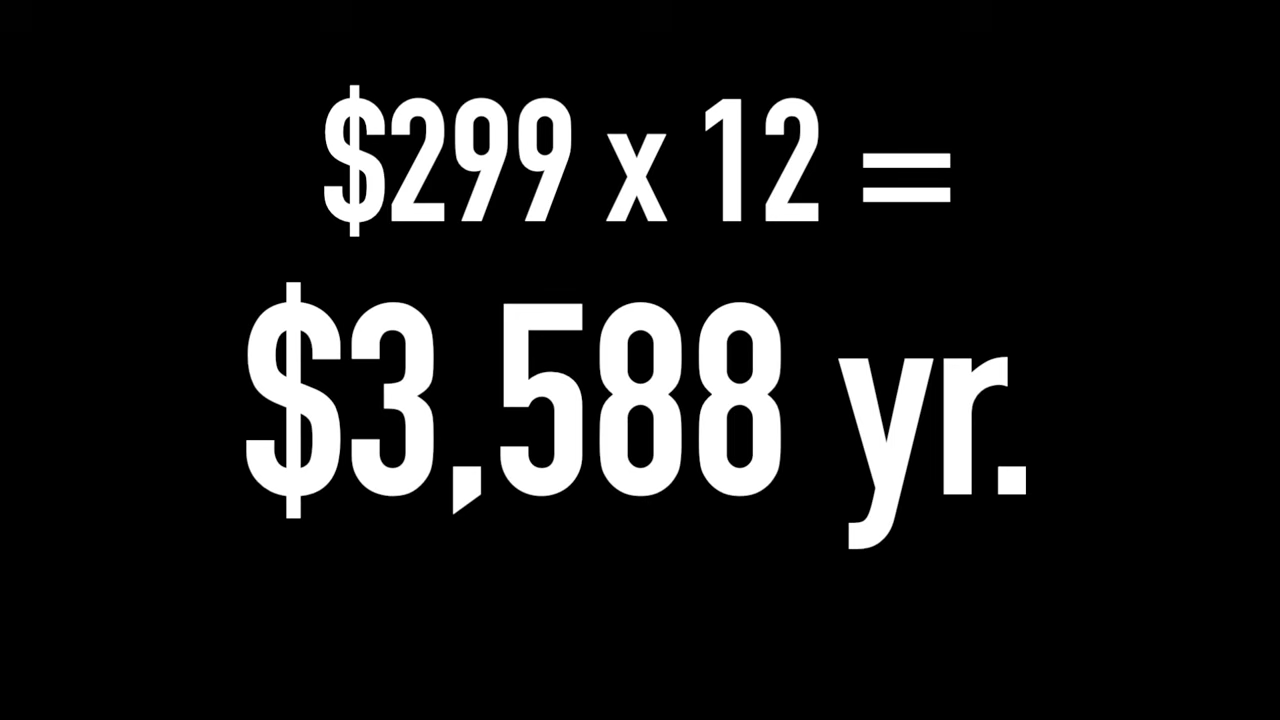 $299 x 12 =
$3,588 yr.